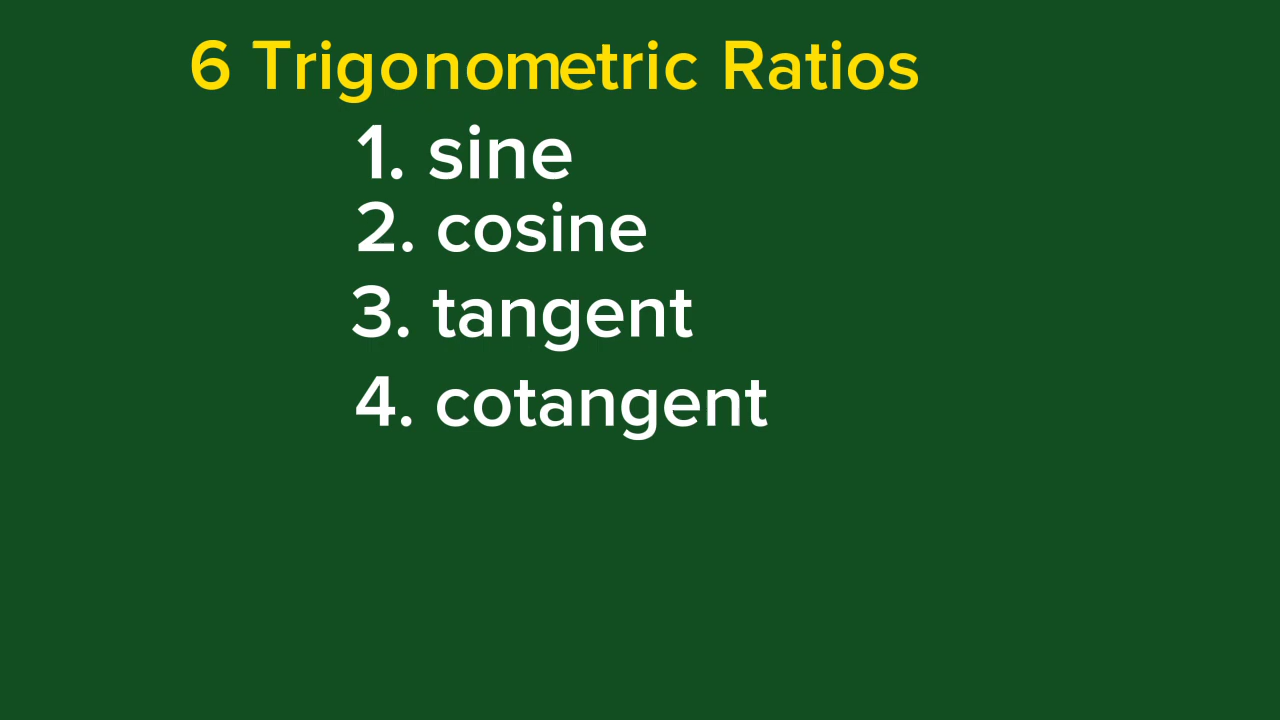 6 Trigonometric Ratios
1. sine
2. cosine
3. tangent
4. cotangent